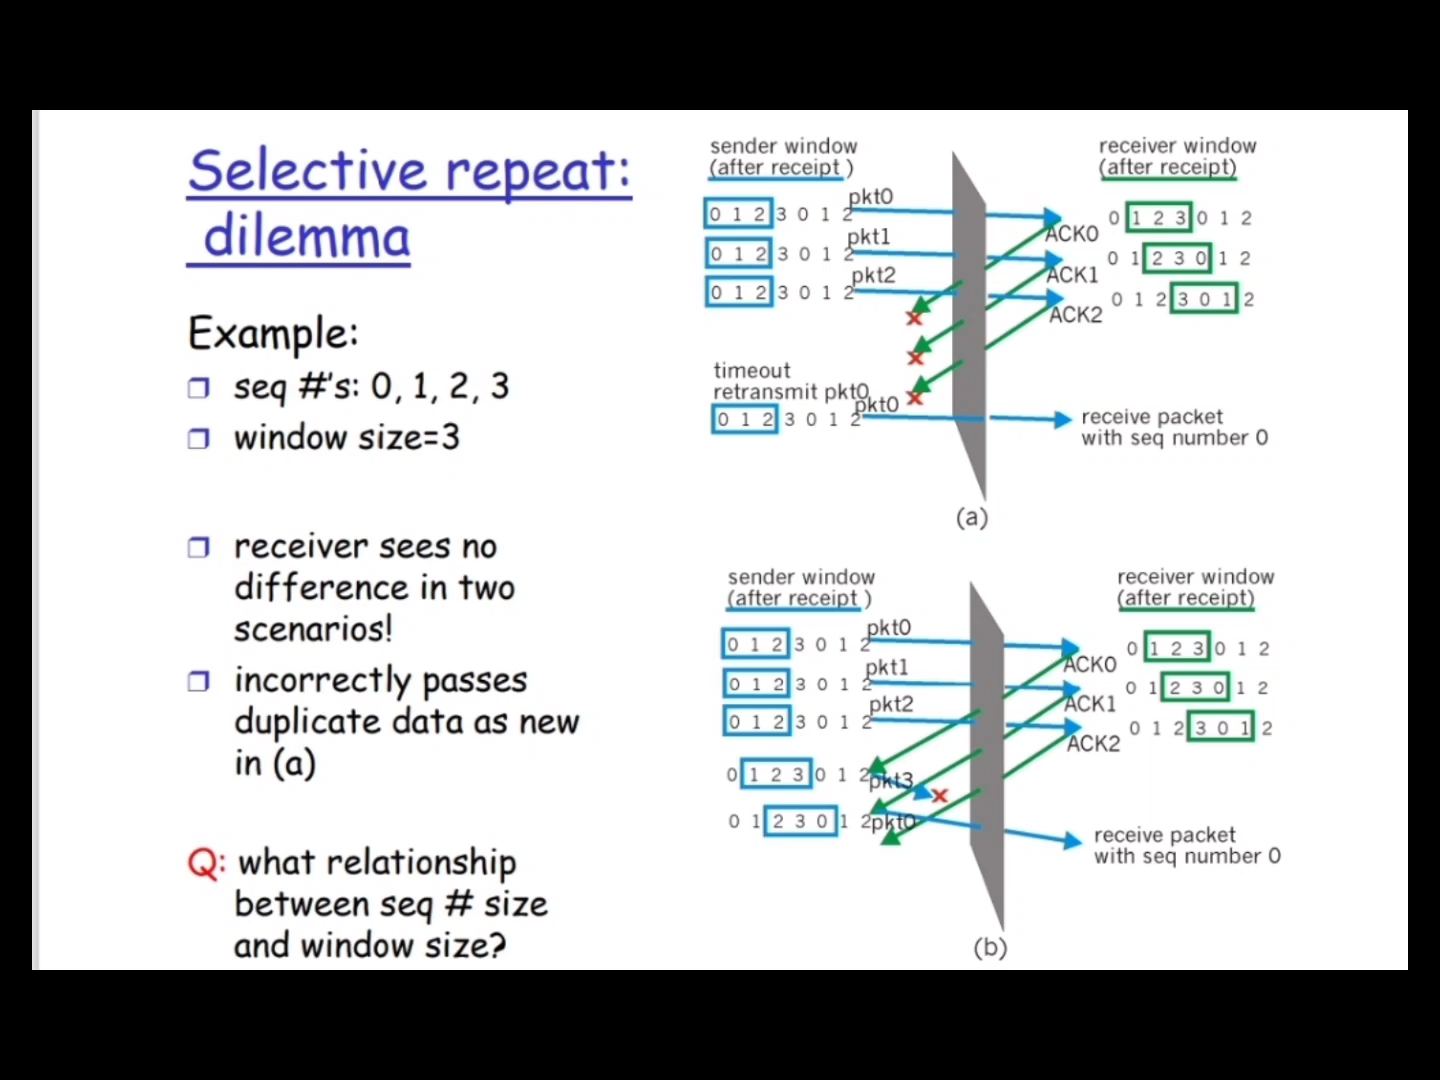 Selective repeat:
dilemma
Example:
seq #'s: 0, 1, 2, 3
window size=3
receiver sees no
difference in two
scenarios!
incorrectly passes
duplicate data as new
in (a)
Q: what relationship
between seq # size
and window size?
sender window
(after receipt )
receiver window
(after receipt)
0 1 2 3 0 1 2 pkt0
ACK0 0 1 2 3 0 1 2
0 1 2 3 0 1 2 pkt1
ACK1 0 1 2 3 0 1 2
0 1 2 3 0 1 2 pkt2
ACK2 0 1 2 3 0 1 2
timeout
retransmit pkt0
0 1 2 3 0 1 2 pkt0
receive packet
with seq number 0
(a)
sender window
(after receipt )
receiver window
(after receipt)
0 1 2 3 0 1 2 pkt0
ACK0 0 1 2 3 0 1 2
0 1 2 3 0 1 2 pkt1
ACK1 0 1 2 3 0 1 2
0 1 2 3 0 1 2 pkt2
ACK2 0 1 2 3 0 1 2
0 1 2 3 0 1 2 pkt3
0 1 2 3 0 1 2 pkt0
receive packet
with seq number 0
(b)